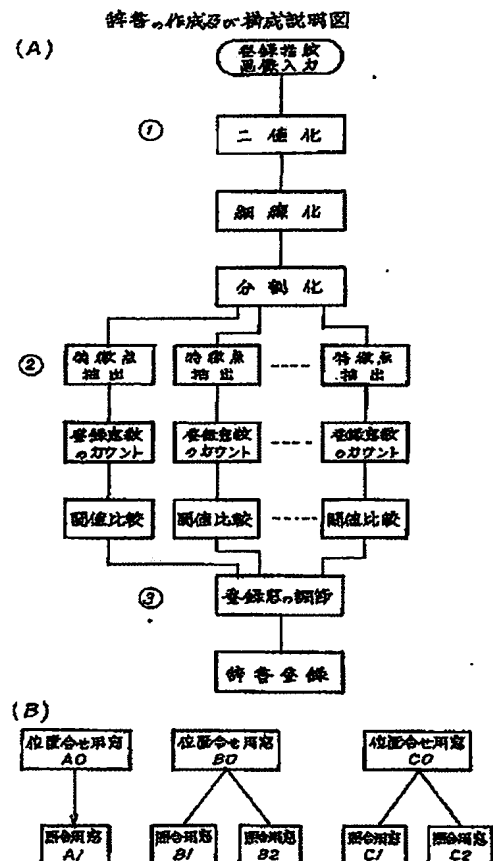 辞書の作成及び構成説明図
(A)
登録指紋
画像入力
①
二値化
細線化
分割化
②
特徴点
抽出
特徴点
抽出
特徴点
抽出
登録窓数
のカウント
登録窓数
のカウント
登録窓数
のカウント
閾値比較
閾値比較
閾値比較
③
登録窓の調節
辞書登録
(B)
位置合せ用窓
A0
位置合せ用窓
B0
位置合せ用窓
C0
照合用窓
A1
照合用窓
B1
照合用窓
B2
照合用窓
C1
照合用窓
C2